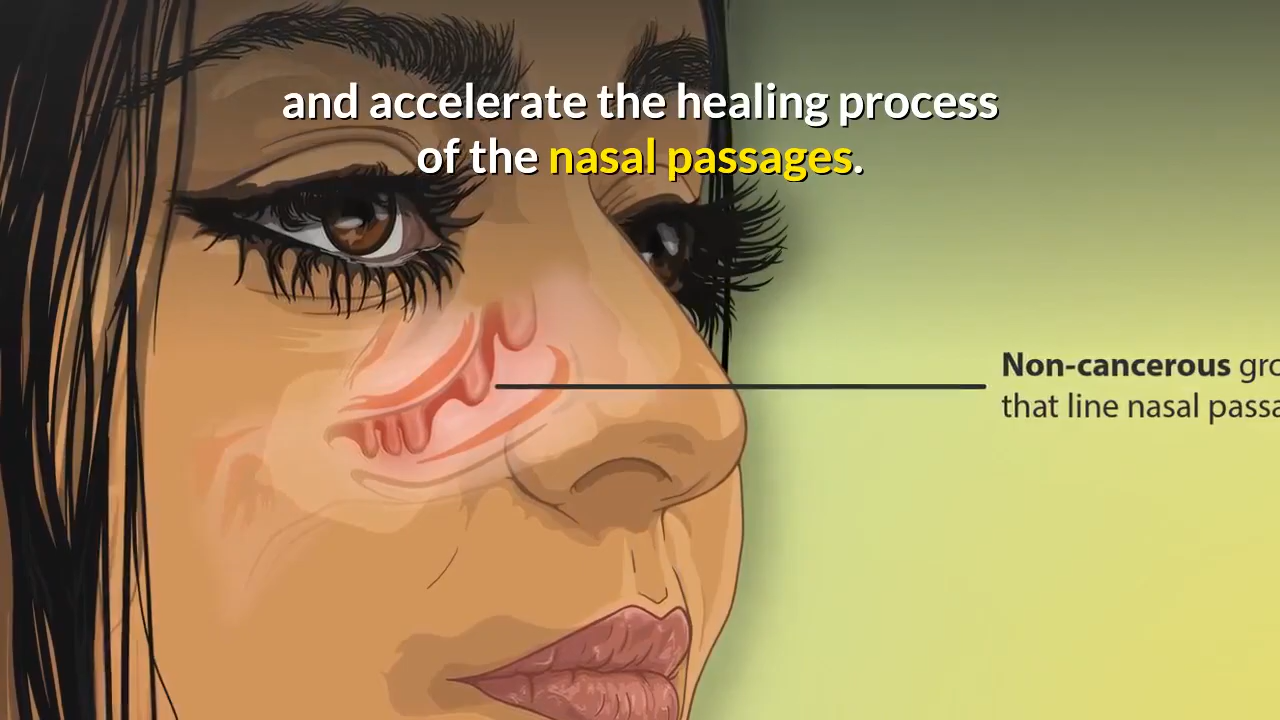 and accelerate the healing process
of the nasal passages.
Non-cancerous
that line nasal